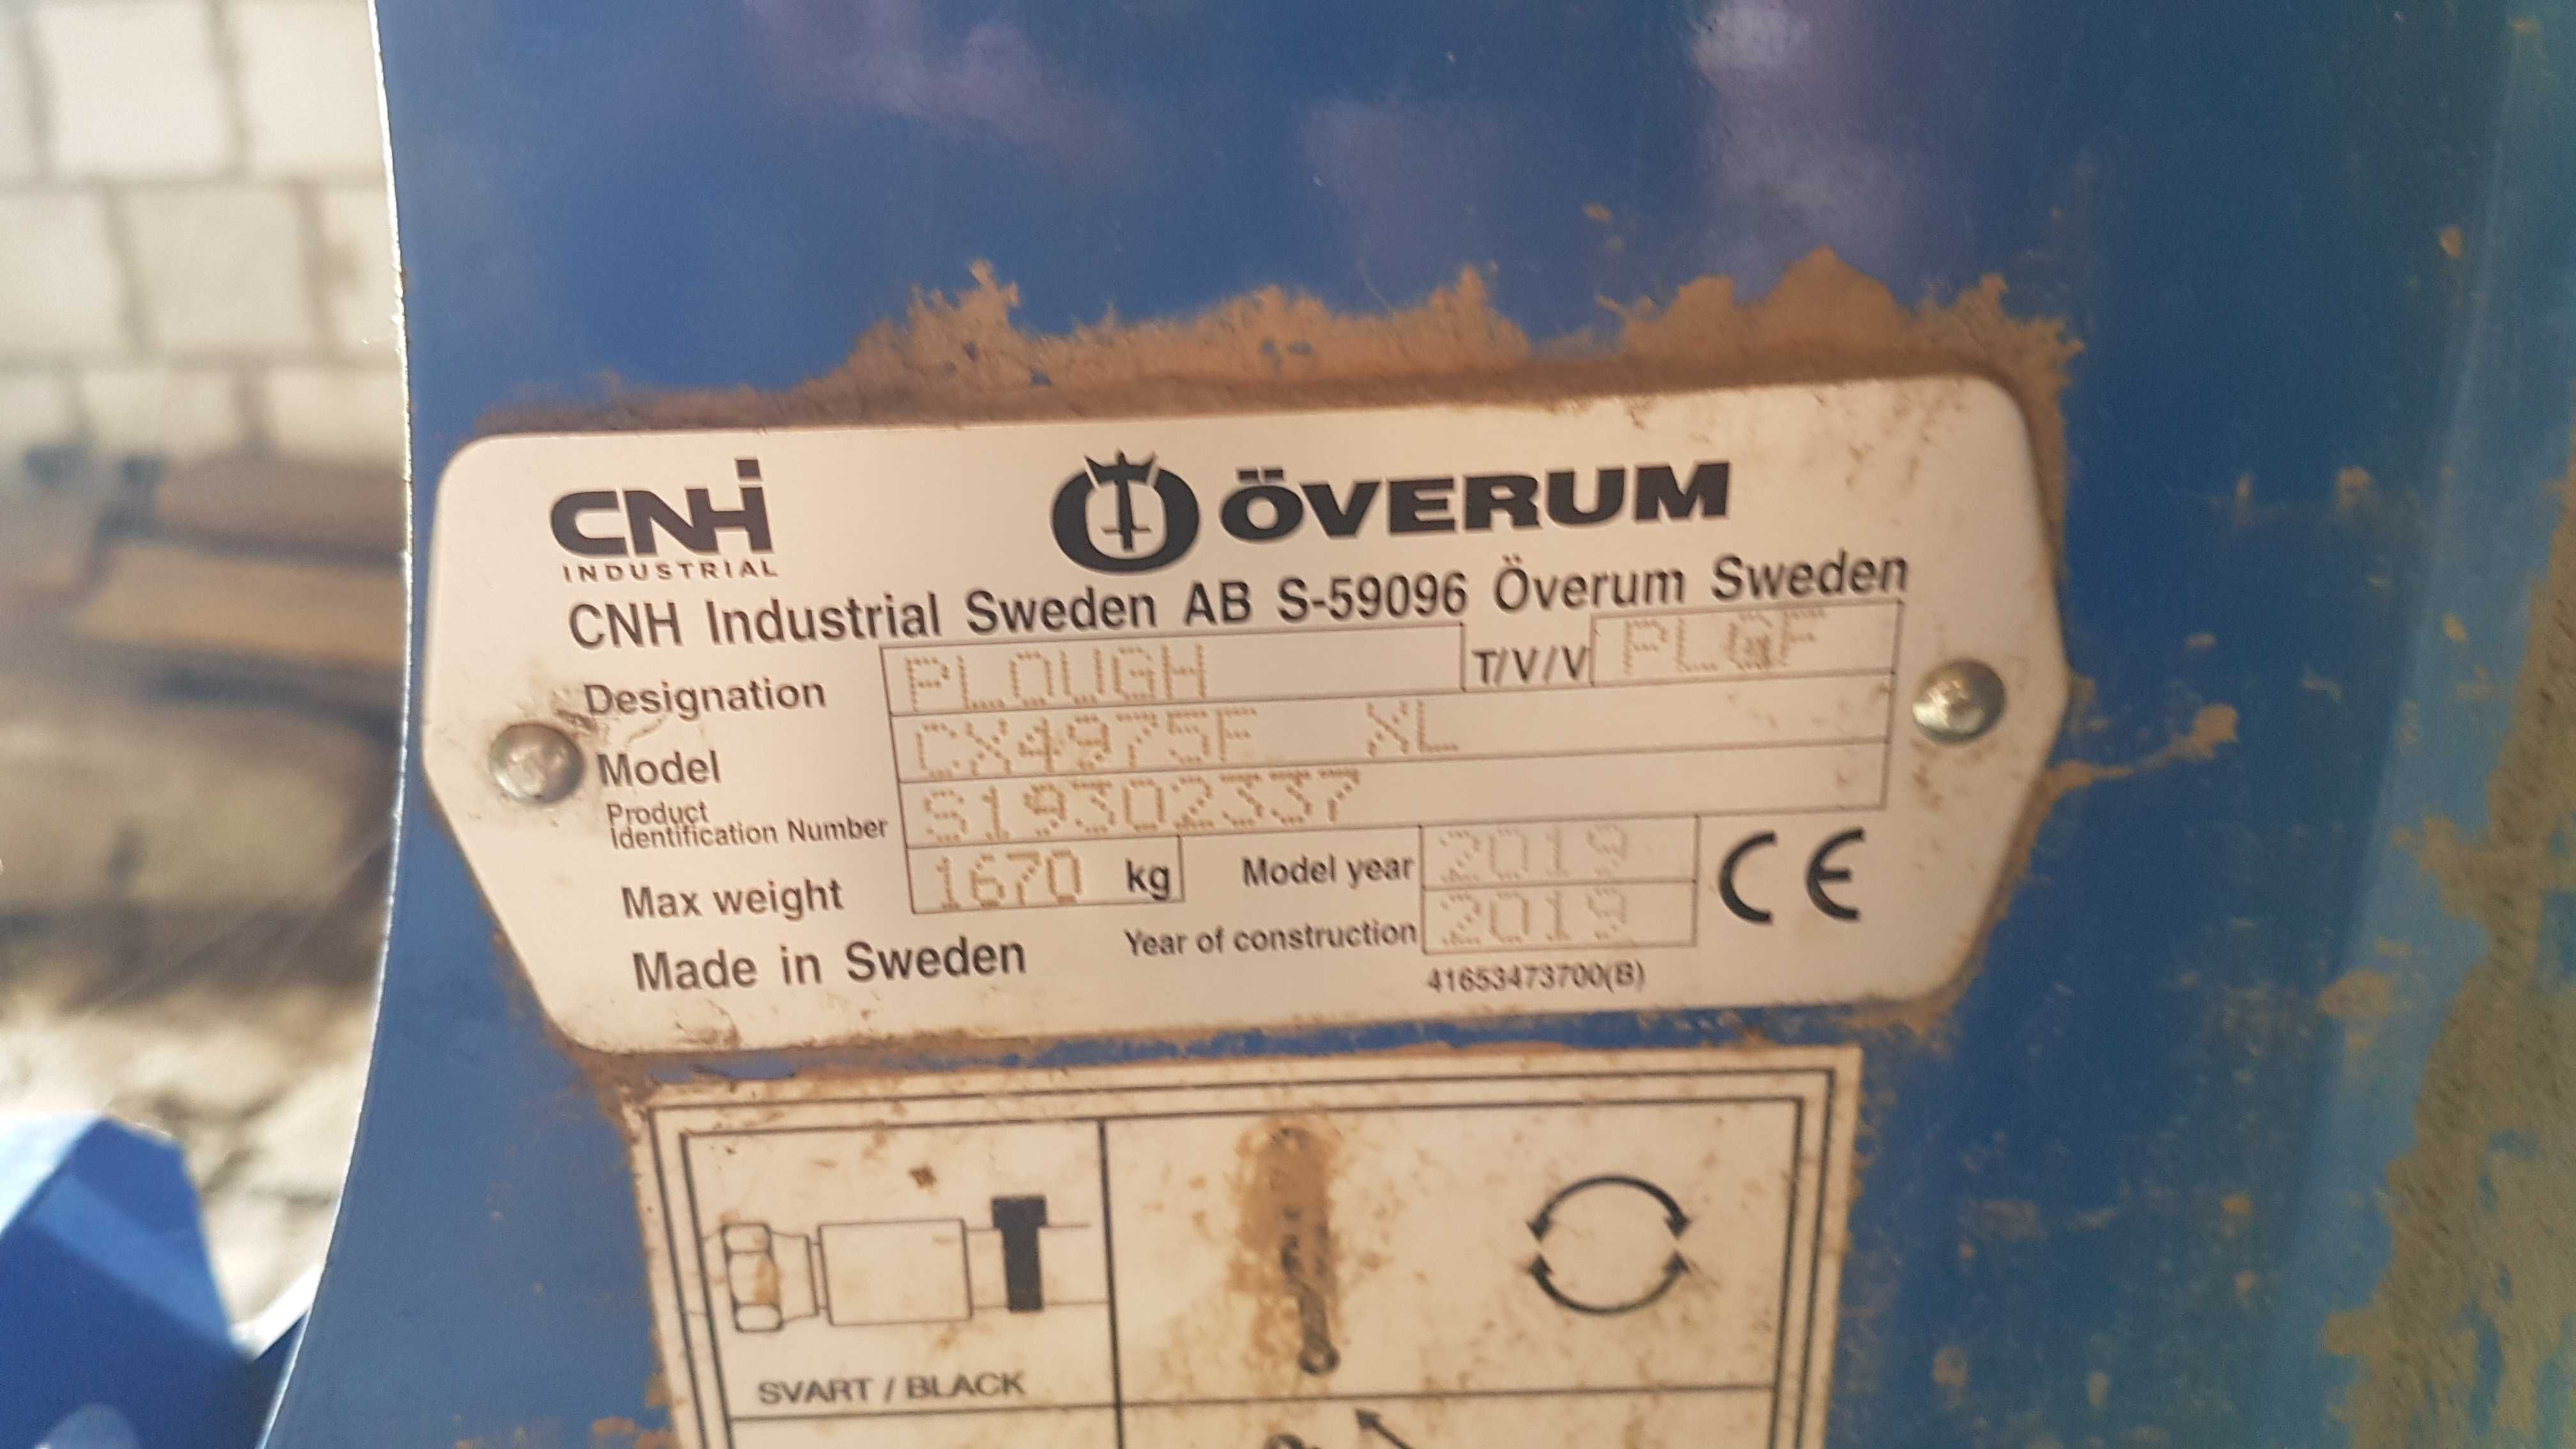 CNH ÖVERUM
INDUSTRIAL
CNH Industrial Sweden AB S-59096 Överum Sweden
Designation PLOUGH T/V/V PLGF
Model CX4975F XL
Product
Identification Number S19302337
Max weight 1670 kg Model year 2019
Year of construction 2019
CE
Made in Sweden
41653473700(B)
SVART / BLACK